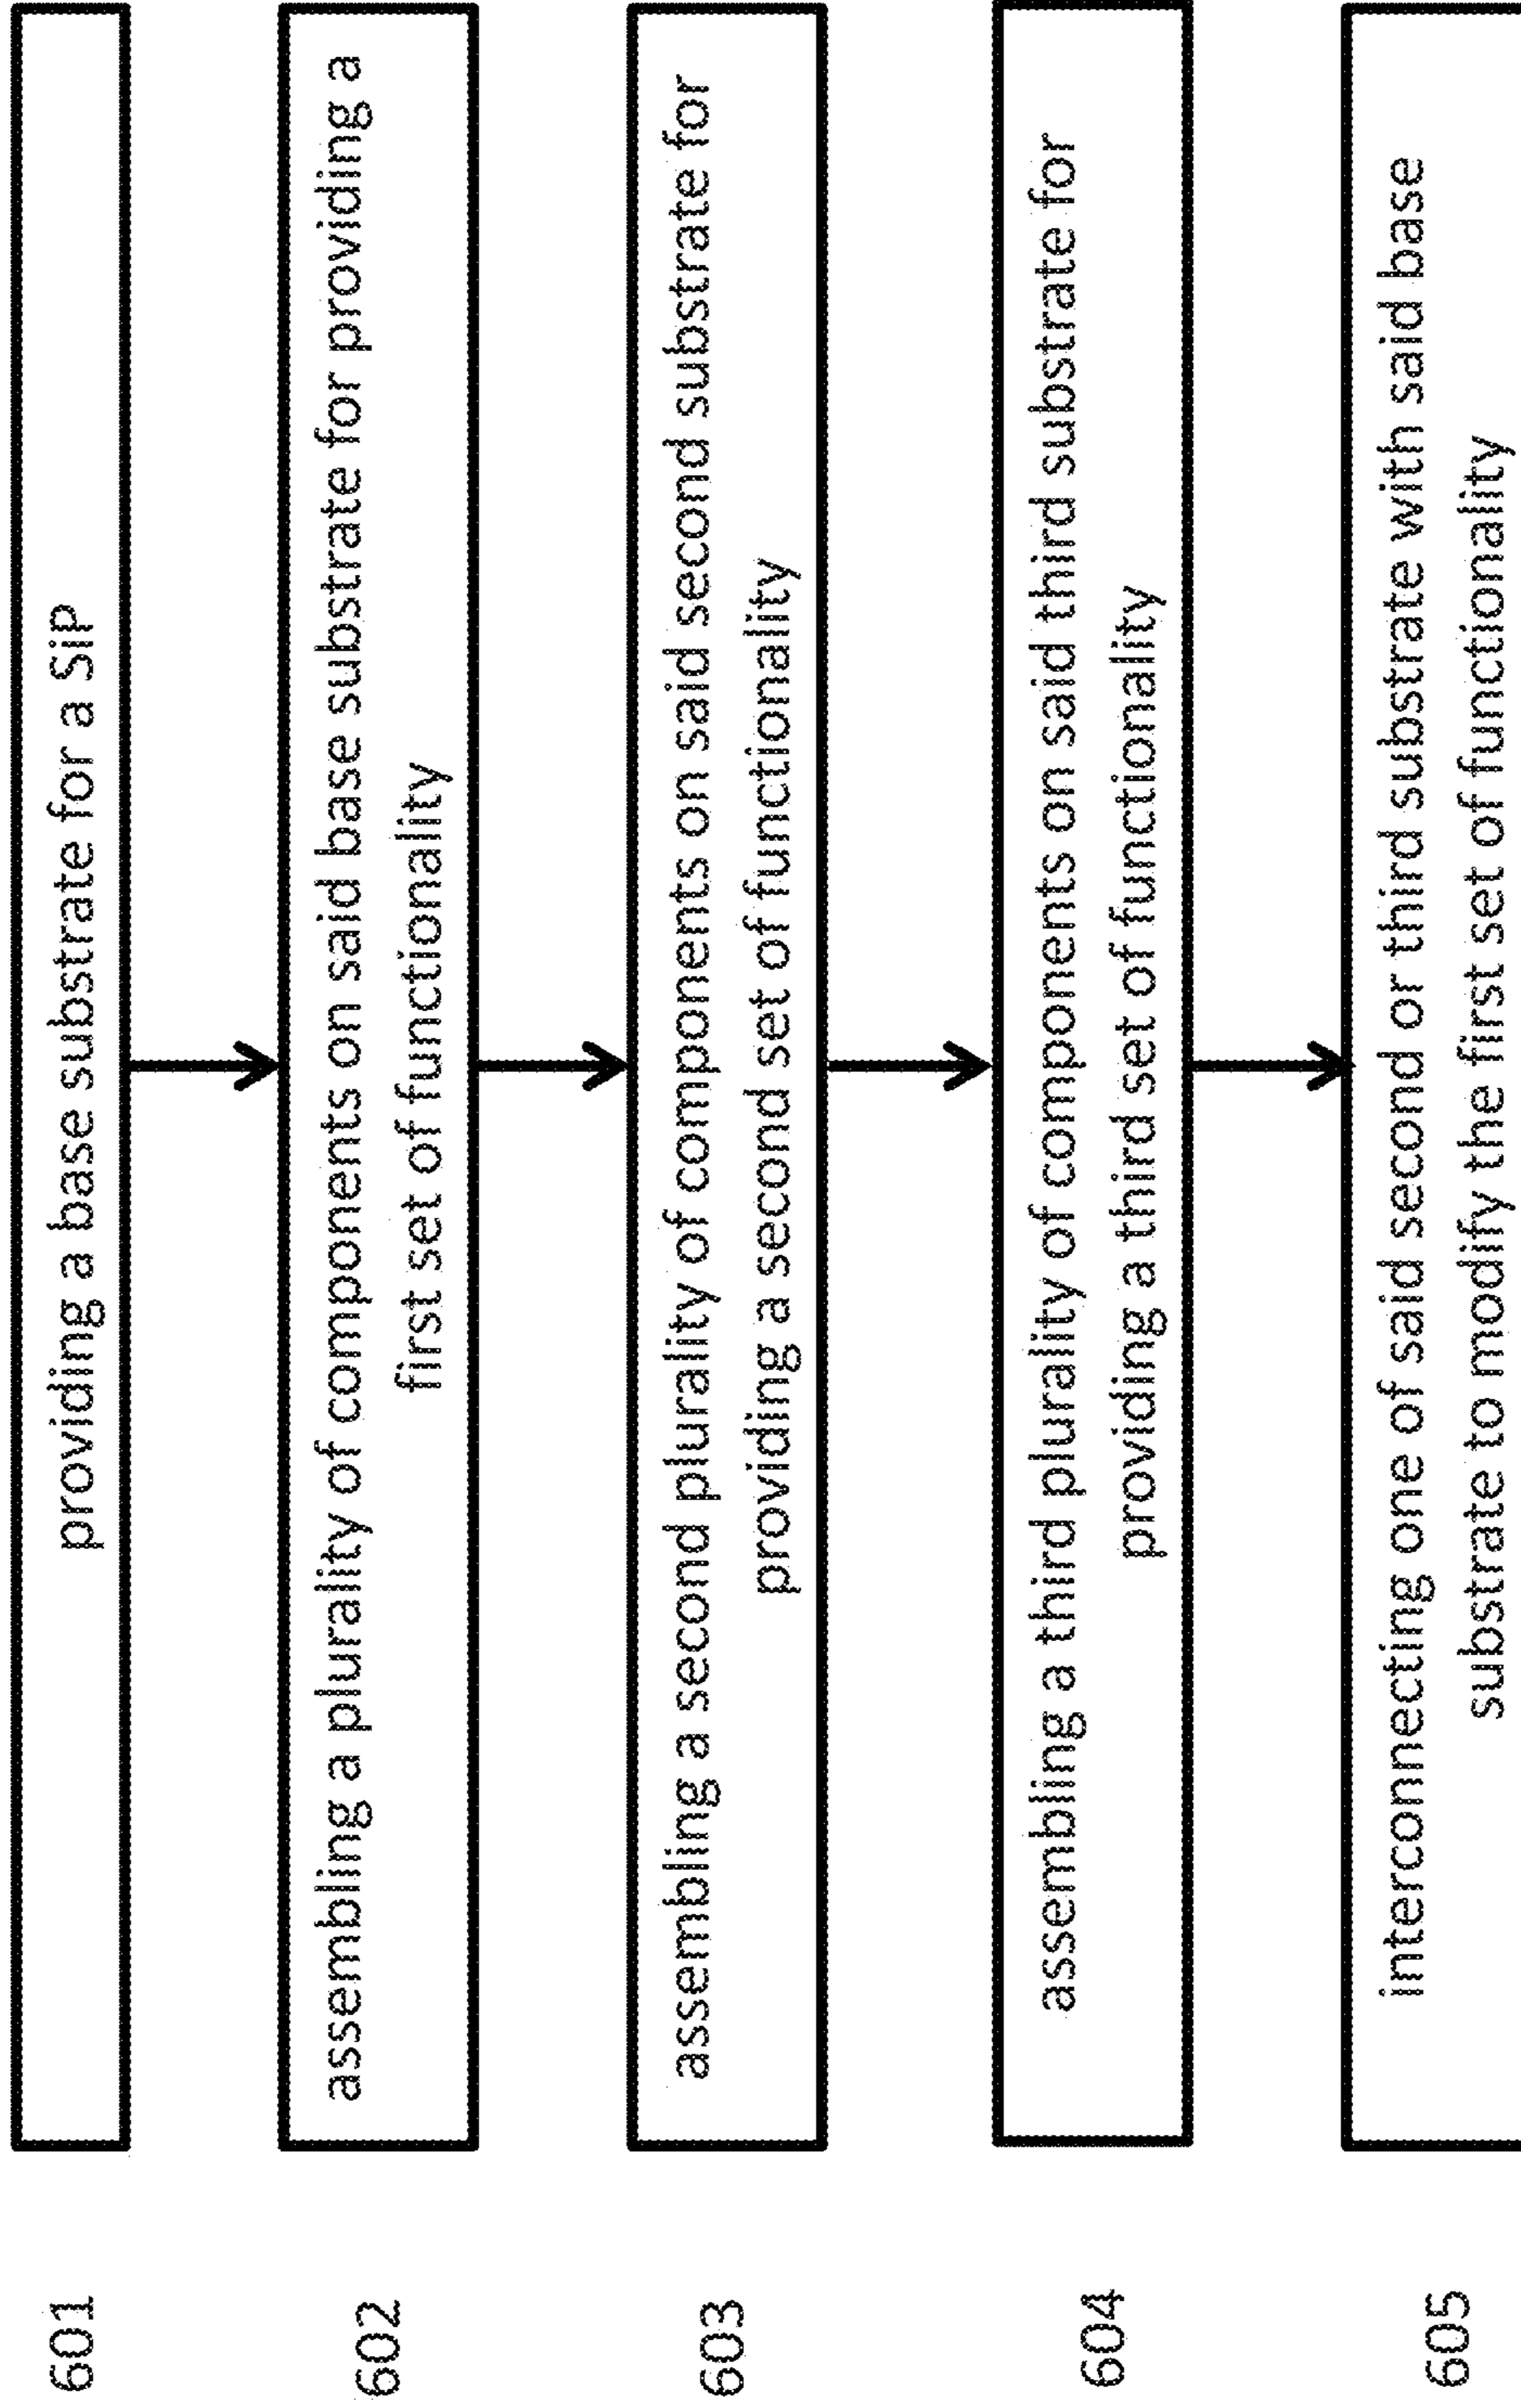 601
providing a base substrate for a SiP
602
assembling a plurality of components on said base substrate for providing a
first set of functionality
603
assembling a second plurality of components on said second substrate for
providing a second set of functionality
604
assembling a third plurality of components on said third substrate for
providing a third set of functionality
605
interconnecting one of said second or third substrate with said base
substrate to modify the first set of functionality